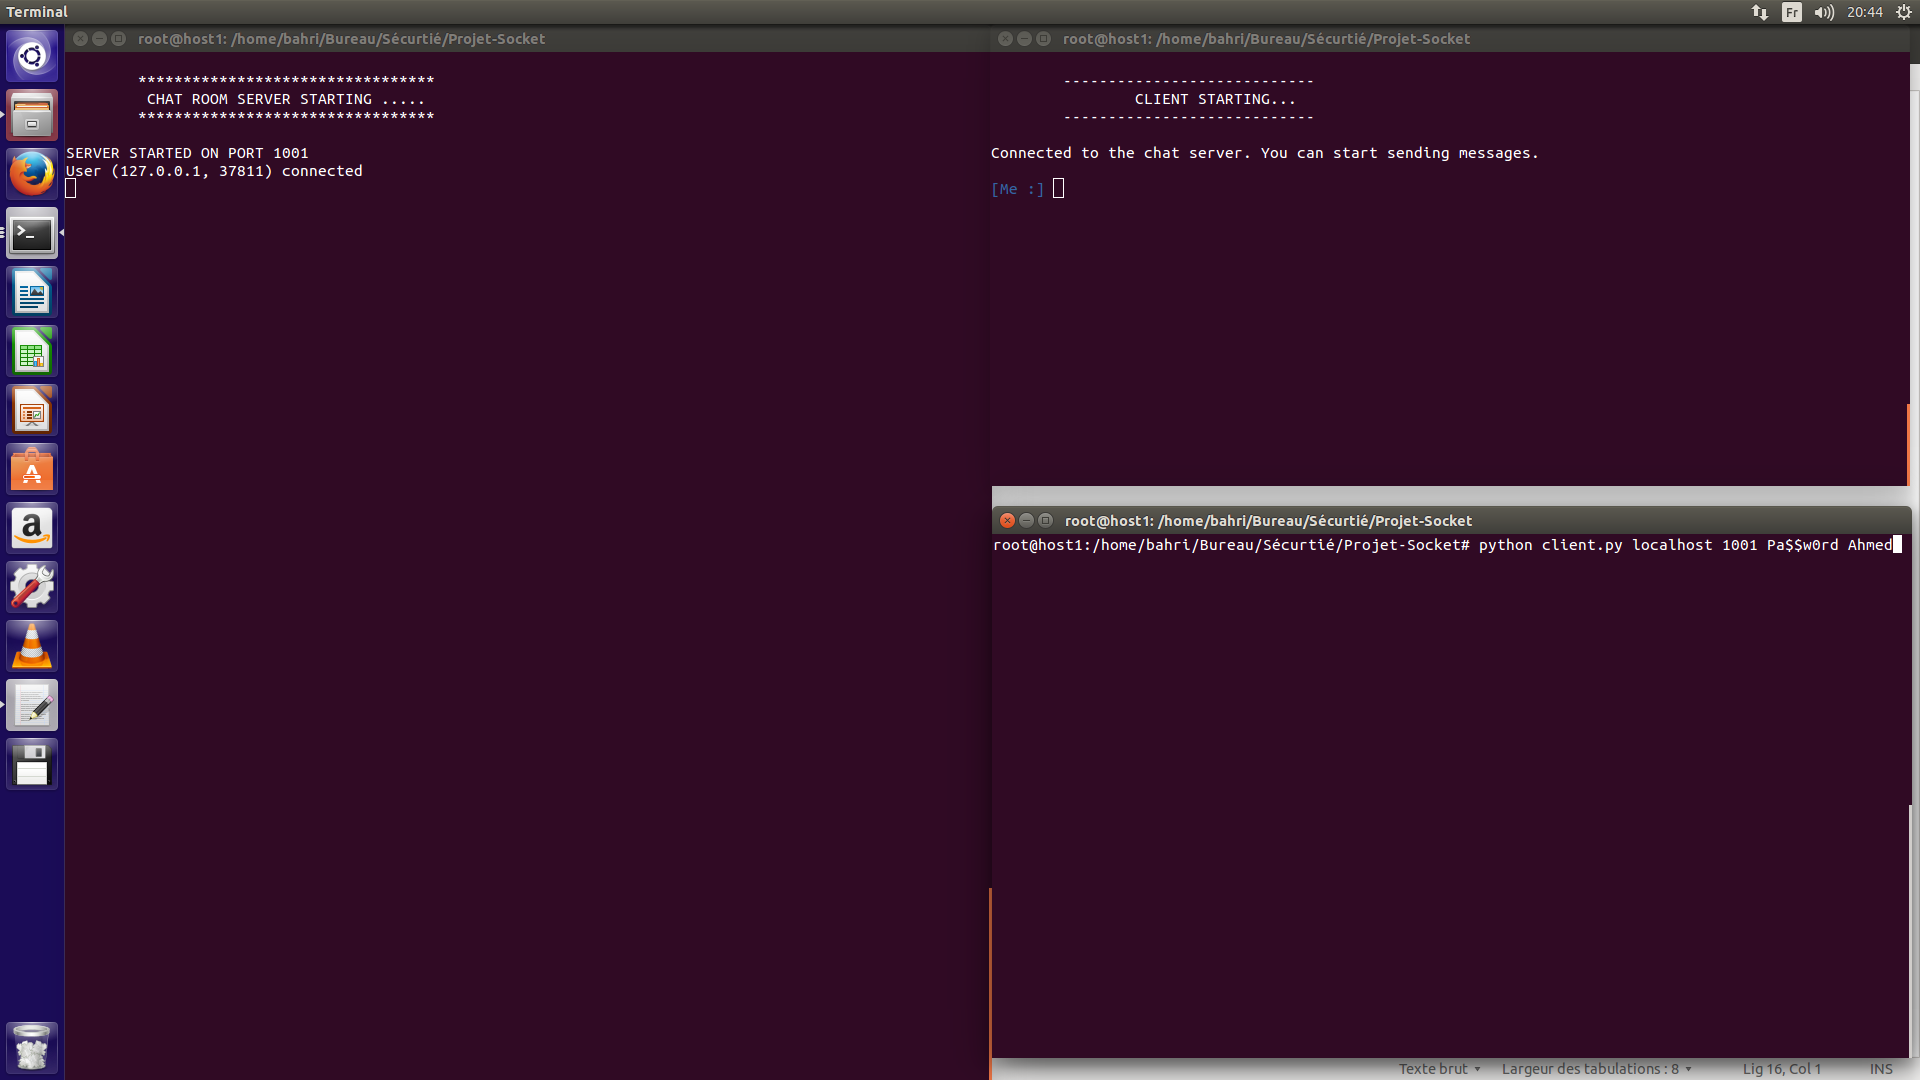 Terminal
Fr
20:44
root@host1: /home/bahri/Bureau/Sécurtié/Projet-Socket
*********************************
CHAT ROOM SERVER STARTING .....
*********************************
SERVER STARTED ON PORT 1001
User (127.0.0.1, 37811) connected
root@host1: /home/bahri/Bureau/Sécurtié/Projet-Socket
----------------------------
CLIENT STARTING...
----------------------------
Connected to the chat server. You can start sending messages.
[Me :]
root@host1: /home/bahri/Bureau/Sécurtié/Projet-Socket
root@host1:/home/bahri/Bureau/Sécurtié/Projet-Socket# python client.py localhost 1001 Pa$$w0rd Ahmed
Texte brut Largeur des tabulations : 8 Lig 16, Col 1 INS